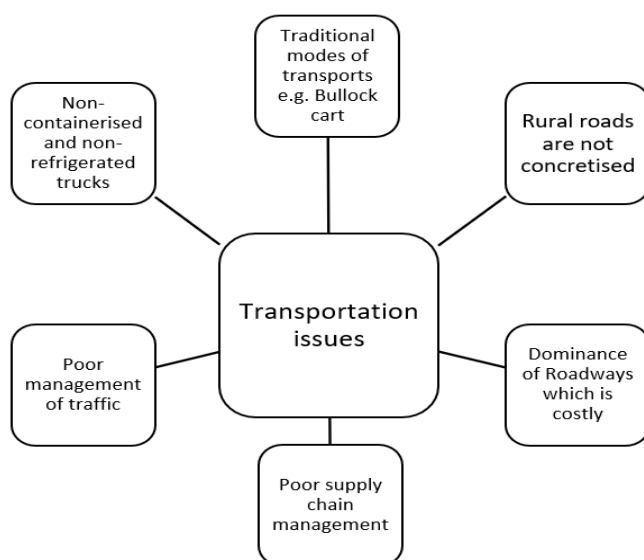 Traditional
modes of
transports
e.g. Bullock
cart
Non-
containerised
and non-
refrigerated
trucks
Rural roads
are not
concretised
Transportation
issues
Poor
management
of traffic
Dominance
of Roadways
which is
costly
Poor supply
chain
management